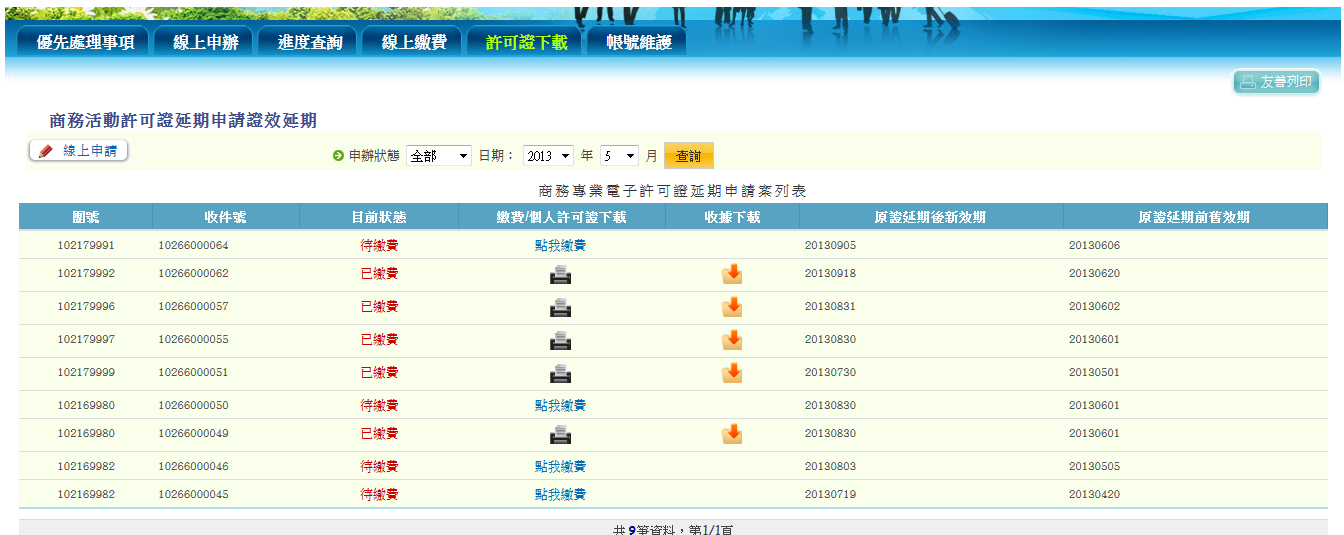 優先處理事項 線上申辦 進度查詢 線上繳費 許可證下載 帳號維護
友善列印
商務活動許可證延期申請證效延期
線上申請 申辦狀態 全部 日期： 2013 年 5 月 查詢
商務專業電子許可證延期申請案列表
團號 收件號 目前狀態 繳費/個人許可證下載 收據下載 原證延期後新效期 原證延期前舊效期
102179991 10266000064 待繳費 點我繳費 20130905 20130606
102179992 10266000062 已繳費 20130918 20130620
102179996 10266000057 已繳費 20130831 20130602
102179997 10266000055 已繳費 20130830 20130601
102179999 10266000051 已繳費 20130730 20130501
102169980 10266000050 待繳費 點我繳費 20130830 20130601
102169980 10266000049 已繳費 20130830 20130601
102169982 10266000046 待繳費 點我繳費 20130803 20130505
102169982 10266000045 待繳費 點我繳費 20130719 20130420
共 9筆資料，第1/1頁